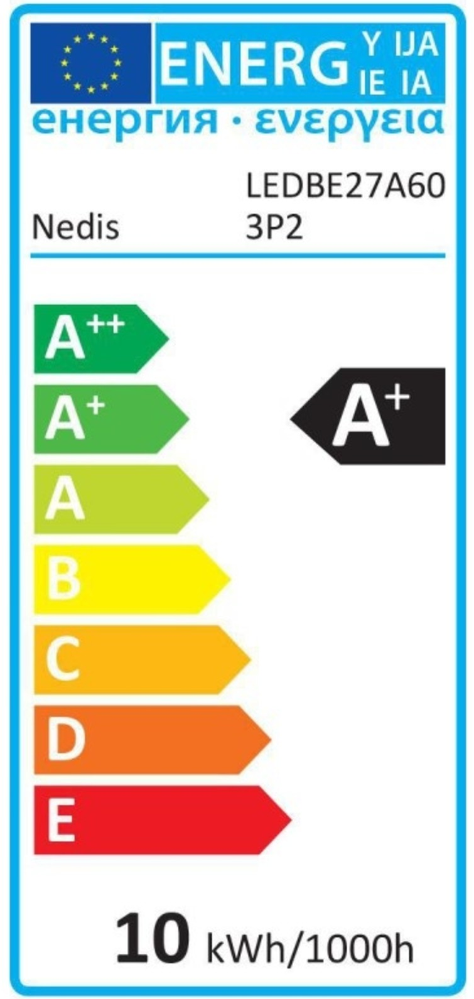 ENERG Y IJA
IE IA
енергия · ενεργεια
LEDBE27A60
Nedis 3P2
A++
A+ A+
A
B
C
D
E
10 kWh/1000h